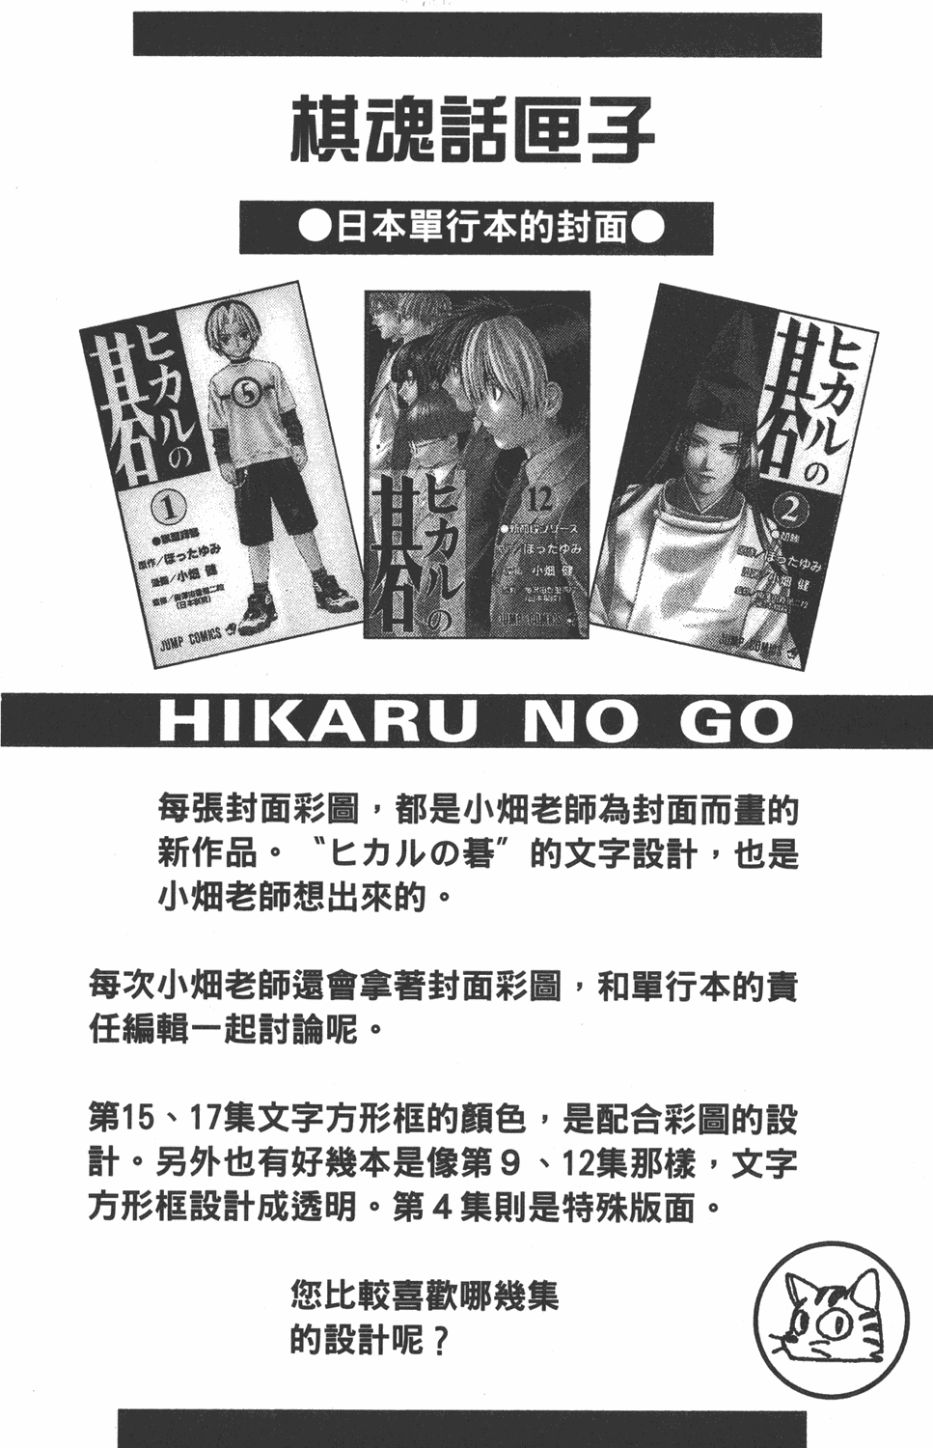 棋魂話匣子
●日本單行本的封面●
ヒカルの
碁
①
原作/ほったゆみ
漫画/小畑 健
JUMP COMICS
ヒカルの
碁
12
ほったゆみ
小畑 健
JUMP COMICS
ヒカルの
碁
②
ほったゆみ
小畑 健
JUMP COMICS
HIKARU NO GO
每張封面彩圖，都是小畑老師為封面而畫的
新作品。〝ヒカルの碁〞的文字設計，也是
小畑老師想出來的。
每次小畑老師還會拿著封面彩圖，和單行本的責
任編輯一起討論呢。
第15、17集文字方形框的顏色，是配合彩圖的設
計。另外也有好幾本是像第９、12集那樣，文字
方形框設計成透明。第４集則是特殊版面。
您比較喜歡哪幾集
的設計呢？